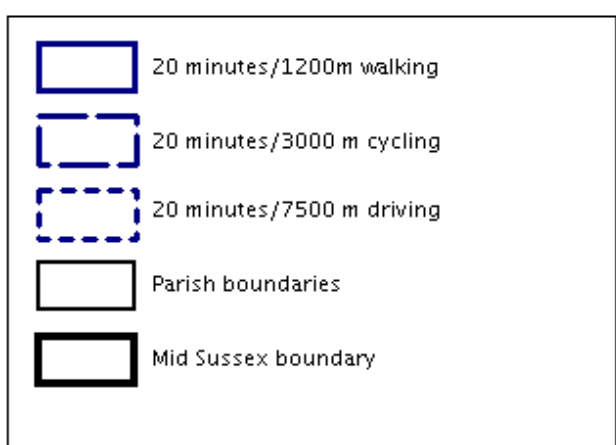 20 minutes/1200m walking
20 minutes/3000 m cycling
20 minutes/7500 m driving
Parish boundaries
Mid Sussex boundary